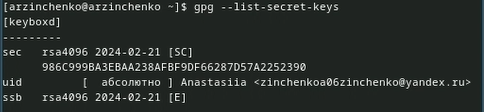 [arzinchenko@arzinchenko ~]$ gpg --list-secret-keys
[keyboxd]
---------
sec   rsa4096 2024-02-21 [SC]
      986C999BA3EBAA238AFBF9DF66287D57A2252390
uid           [  абсолютно ] Anastasiia <zinchenkoa06zinchenko@yandex.ru>
ssb   rsa4096 2024-02-21 [E]